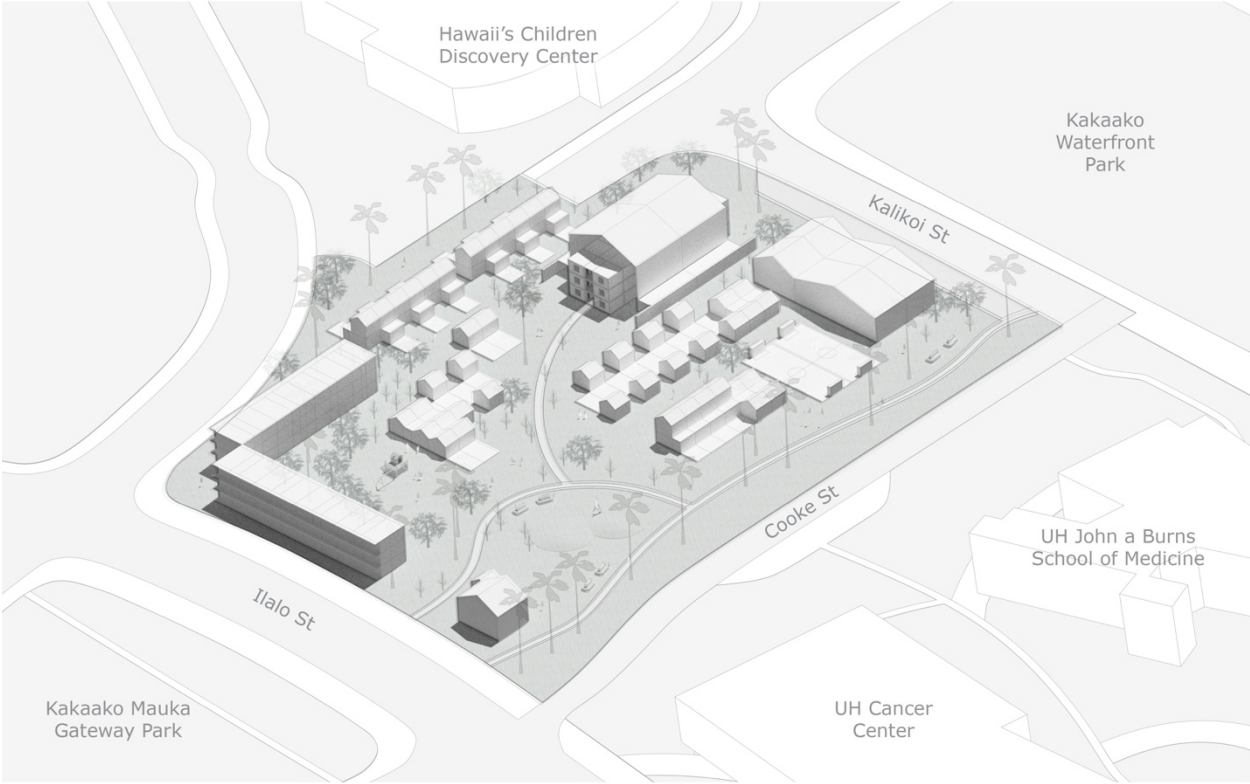 Hawaii's Children
Discovery Center
Kakaako
Waterfront
Park
Kalikoi St
Cooke St
UH John a Burns
School of Medicine
Ilalo St
Kakaako Mauka
Gateway Park
UH Cancer
Center